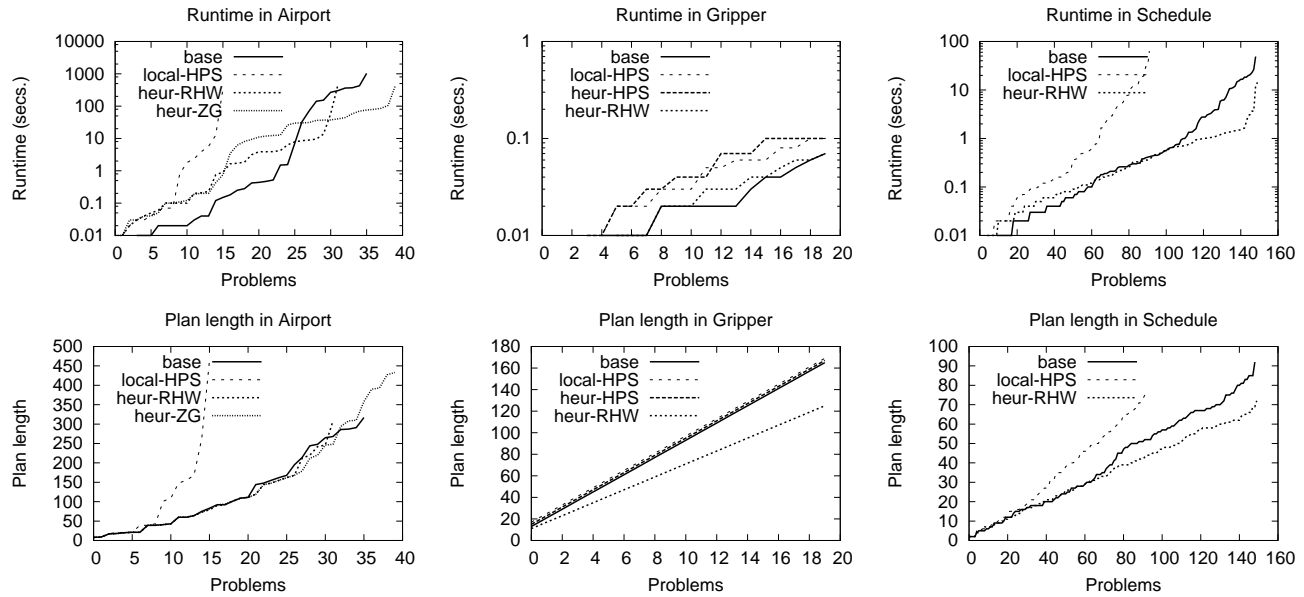 Runtime in Airport
10000
1000
100
10
1
0.1
0.01
Runtime (secs.)
base
local-HPS
heur-RHW
heur-ZG
0 5 10 15 20 25 30 35 40
Problems
Runtime in Gripper
1
0.1
0.01
Runtime (secs.)
base
local-HPS
heur-HPS
heur-RHW
0 2 4 6 8 10 12 14 16 18 20
Problems
Runtime in Schedule
100
10
1
0.1
0.01
Runtime (secs.)
base
local-HPS
heur-RHW
0 20 40 60 80 100 120 140 160
Problems
Plan length in Airport
500
450
400
350
300
250
200
150
100
50
0
Plan length
base
local-HPS
heur-RHW
heur-ZG
0 5 10 15 20 25 30 35 40
Problems
Plan length in Gripper
180
160
140
120
100
80
60
40
20
0
Plan length
base
local-HPS
heur-HPS
heur-RHW
0 2 4 6 8 10 12 14 16 18 20
Problems
Plan length in Schedule
100
90
80
70
60
50
40
30
20
10
0
Plan length
base
local-HPS
heur-RHW
0 20 40 60 80 100 120 140 160
Problems